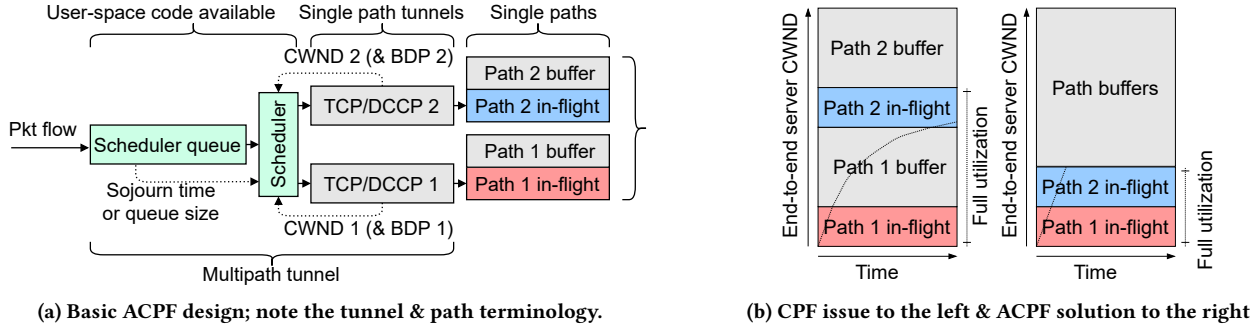 User-space code available
Single path tunnels
Single paths
CWND 2 (& BDP 2)
Path 2 buffer
TCP/DCCP 2
Path 2 in-flight
Pkt flow
Scheduler queue
Scheduler
Path 1 buffer
TCP/DCCP 1
Path 1 in-flight
Sojourn time
or queue size
CWND 1 (& BDP 1)
Multipath tunnel
(a) Basic ACPF design; note the tunnel & path terminology.
End-to-end server CWND
Path 2 buffer
Path 2 in-flight
Path 1 buffer
Path 1 in-flight
Full utilization
Time
End-to-end server CWND
Path buffers
Path 2 in-flight
Path 1 in-flight
Full utilization
Time
(b) CPF issue to the left & ACPF solution to the right